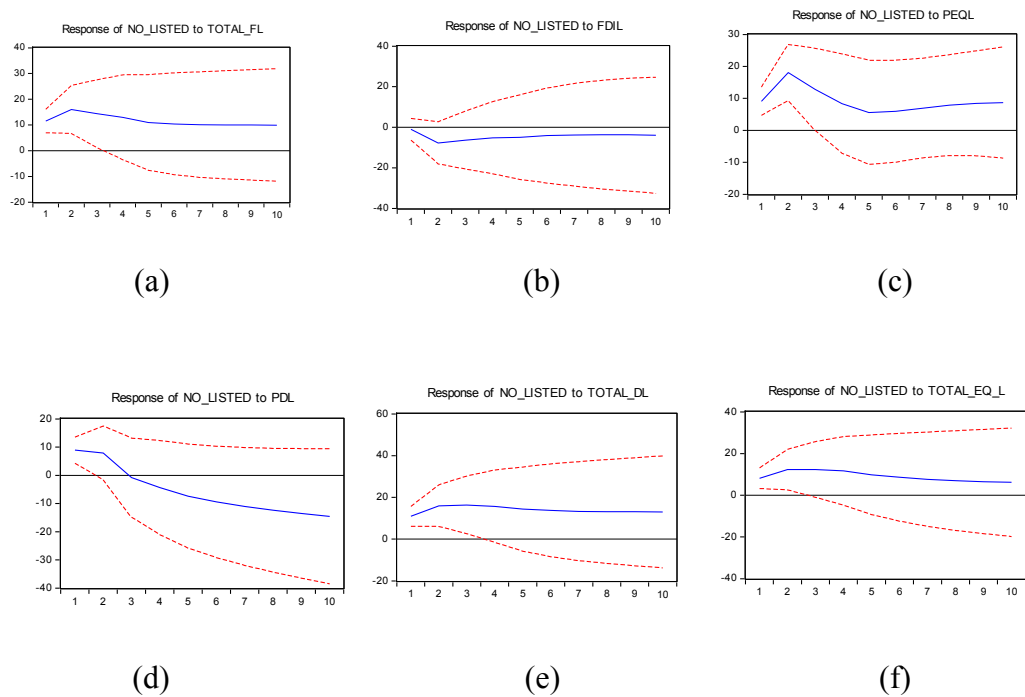 Response of NO_LISTED to TOTAL_FL
40
30
20
10
0
-10
-20
1 2 3 4 5 6 7 8 9 10
(a)
Response of NO_LISTED to FDIL
40
20
0
-20
-40
1 2 3 4 5 6 7 8 9 10
(b)
Response of NO_LISTED to PEQL
30
20
10
0
-10
-20
1 2 3 4 5 6 7 8 9 10
(c)
Response of NO_LISTED to PDL
20
10
0
-10
-20
-30
-40
1 2 3 4 5 6 7 8 9 10
(d)
Response of NO_LISTED to TOTAL_DL
60
40
20
0
-20
1 2 3 4 5 6 7 8 9 10
(e)
Response of NO_LISTED to TOTAL_EQ_L
40
20
0
-20
-40
1 2 3 4 5 6 7 8 9 10
(f)